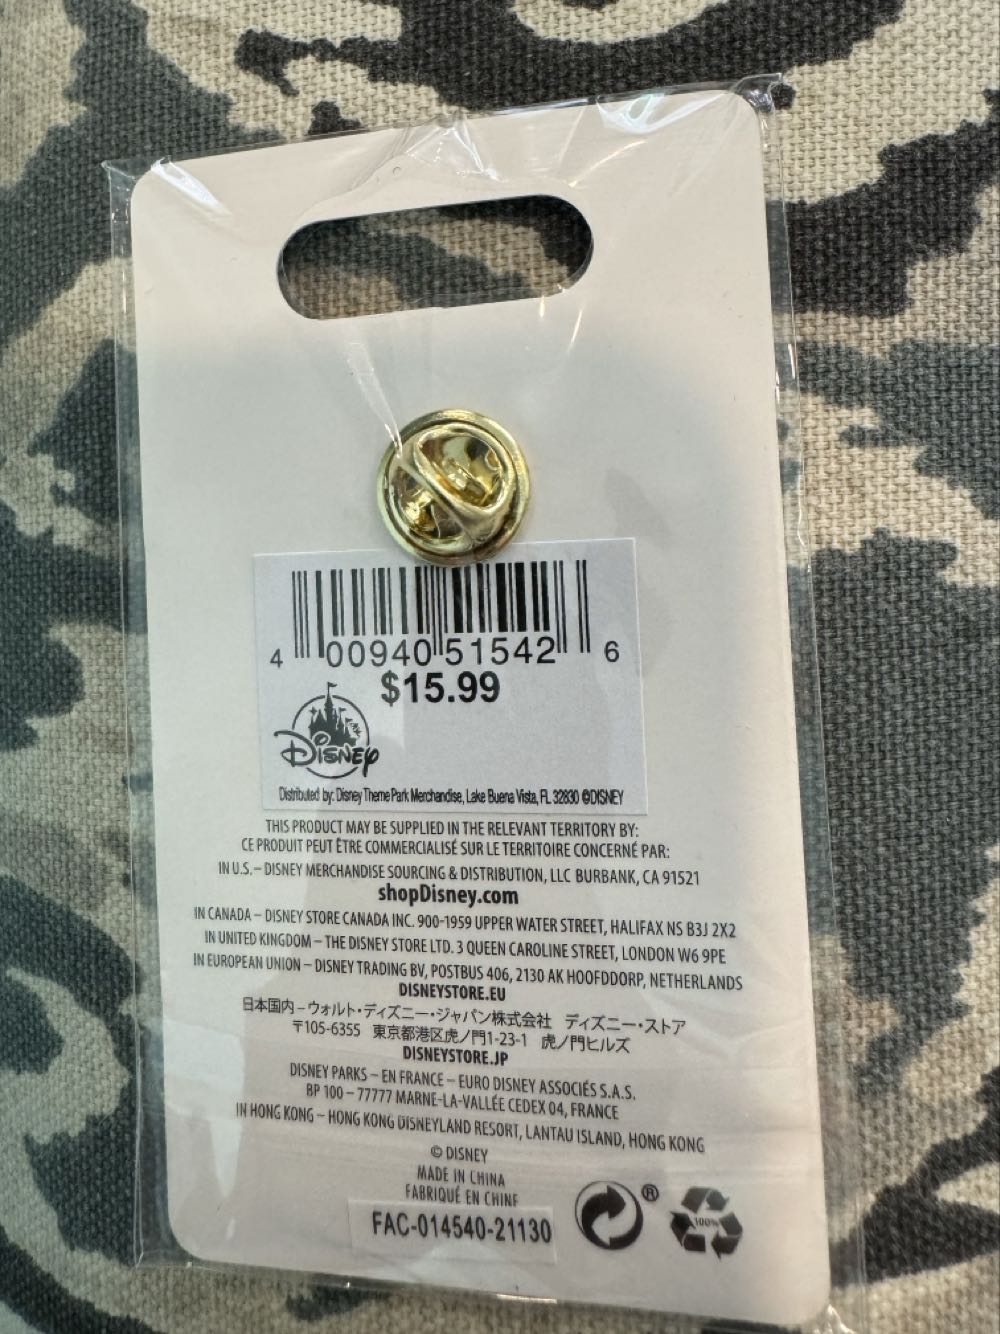 4 00940 51542 6
$15.99
DISNEY
Distributed by: Disney Theme Park Merchandise, Lake Buena Vista, FL 32830 ©DISNEY
THIS PRODUCT MAY BE SUPPLIED IN THE RELEVANT TERRITORY BY:
CE PRODUIT PEUT ÊTRE COMMERCIALISÉ SUR LE TERRITOIRE CONCERNÉ PAR:
IN U.S.– DISNEY MERCHANDISE SOURCING & DISTRIBUTION, LLC BURBANK, CA 91521
shopDisney.com
IN CANADA – DISNEY STORE CANADA INC. 900-1959 UPPER WATER STREET, HALIFAX NS B3J 2X2
IN UNITED KINGDOM – THE DISNEY STORE LTD. 3 QUEEN CAROLINE STREET, LONDON W6 9PE
IN EUROPEAN UNION – DISNEY TRADING BV, POSTBUS 406, 2130 AK HOOFDDORP, NETHERLANDS
DISNEYSTORE.EU
日本国内 – ウォルト・ディズニー・ジャパン株式会社 ディズニー・ストア
〒105-6355 東京都港区虎ノ門1-23-1 虎ノ門ヒルズ
DISNEYSTORE.JP
DISNEY PARKS – EN FRANCE – EURO DISNEY ASSOCIÉS S.A.S.
BP 100 – 77777 MARNE-LA-VALLÉE CEDEX 04, FRANCE
IN HONG KONG – HONG KONG DISNEYLAND RESORT, LANTAU ISLAND, HONG KONG
© DISNEY
MADE IN CHINA
FABRIQUÉ EN CHINE
FAC-014540-21130
®
100%